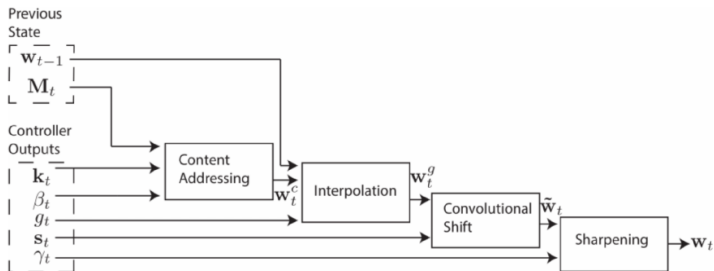 Previous
State
w_{t−1}
M_t
Controller
Outputs
k_t
β_t
g_t
s_t
γ_t
Content
Addressing
w_t^c
Interpolation
w_t^g
Convolutional
Shift
w̃_t
Sharpening
w_t